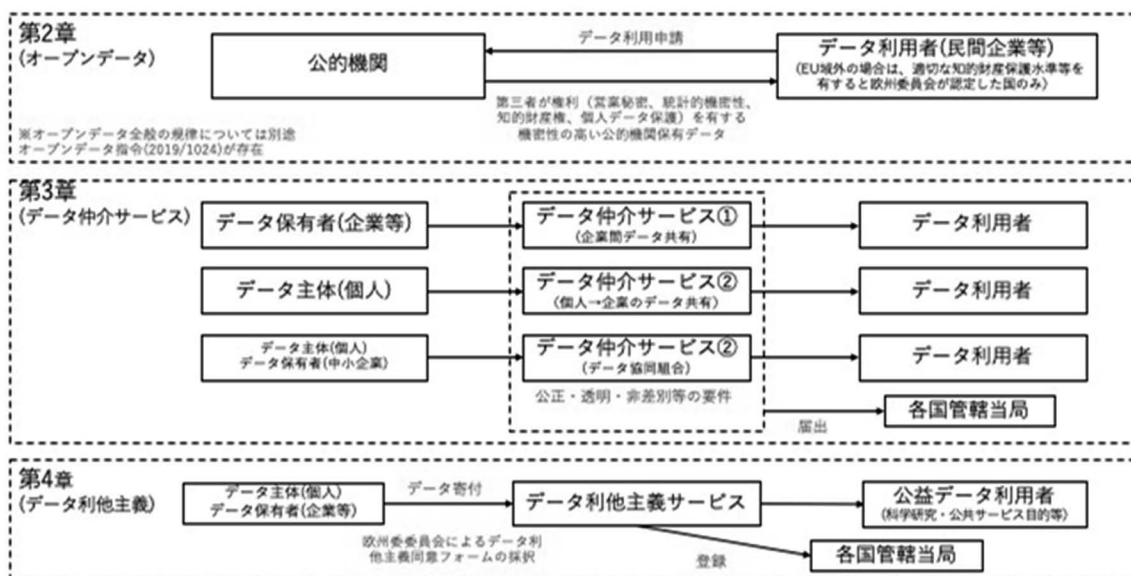 第2章
(オープンデータ)
公的機関
データ利用申請
データ利用者(民間企業等)
(EU域外の場合は、適切な知的財産保護水準等を
有すると欧州委員会が認定した国のみ)
第三者が権利（営業秘密、統計的機密性、
知的財産権、個人データ保護）を有する
機密性の高い公的機関保有データ
※オープンデータ全般の規律については別途
オープンデータ指令(2019/1024)が存在
第3章
(データ仲介サービス)
データ保有者(企業等)
データ仲介サービス①
(企業間データ共有)
データ利用者
データ主体(個人)
データ仲介サービス②
(個人→企業のデータ共有)
データ利用者
データ主体(個人)
データ保有者(中小企業)
データ仲介サービス②
(データ協同組合)
データ利用者
公正・透明・非差別等の要件
届出
各国管轄当局
第4章
(データ利他主義)
データ主体(個人)
データ保有者(企業等)
データ寄付
データ利他主義サービス
公益データ利用者
(科学研究・公共サービス目的等)
欧州委委員会によるデータ利
他主義同意フォームの採択
登録
各国管轄当局